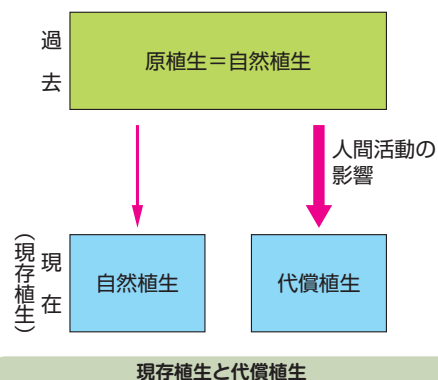 過去
原植生＝自然植生
人間活動の
影響
現在
（現存植生）
自然植生
代償植生
現存植生と代償植生